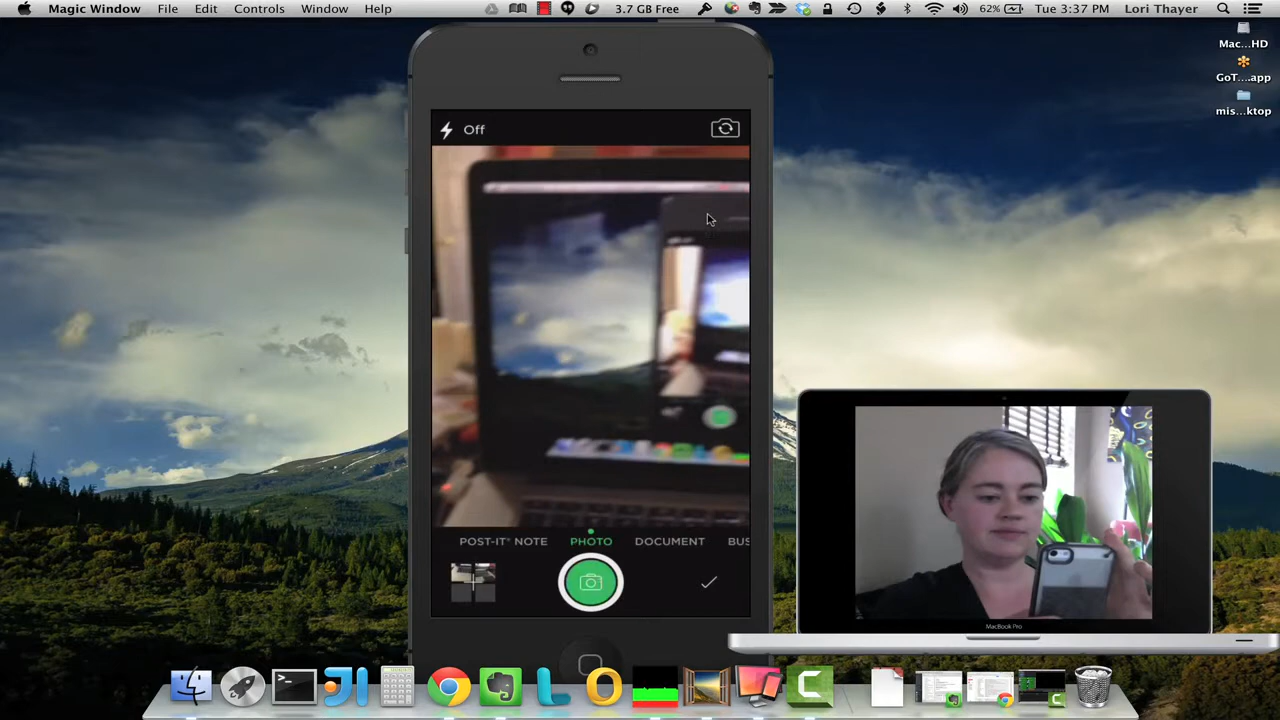 Magic Window File Edit Controls Window Help 3.7 GB Free 62% Tue 3:37 PM Lori Thayer
Mac...HD
GoT....app
mis...ktop
Off
POST-IT® NOTE PHOTO DOCUMENT BUS
MacBook Pro